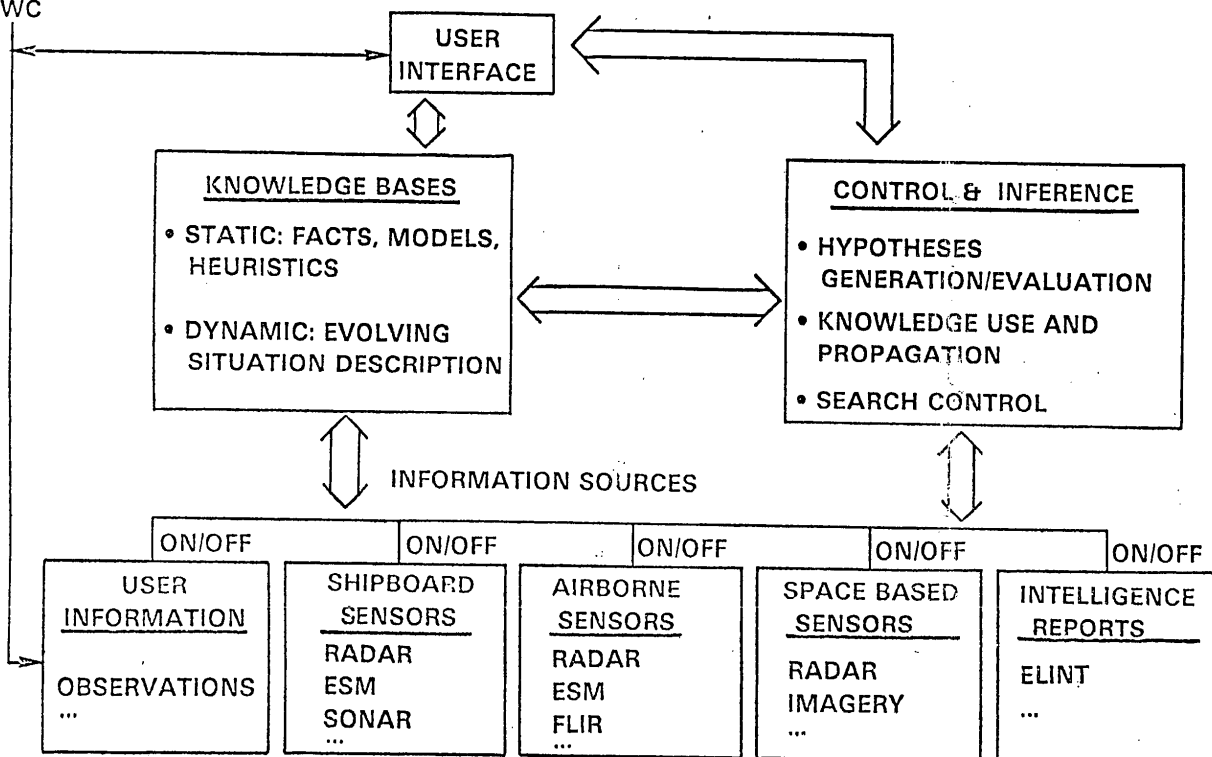 WC
USER
INTERFACE
KNOWLEDGE BASES
• STATIC: FACTS, MODELS,
HEURISTICS
• DYNAMIC: EVOLVING
SITUATION DESCRIPTION
CONTROL & INFERENCE
• HYPOTHESES
GENERATION/EVALUATION
• KNOWLEDGE USE AND
PROPAGATION
• SEARCH CONTROL
INFORMATION SOURCES
ON/OFF
USER
INFORMATION
OBSERVATIONS
...
ON/OFF
SHIPBOARD
SENSORS
RADAR
ESM
SONAR
...
ON/OFF
AIRBORNE
SENSORS
RADAR
ESM
FLIR
...
ON/OFF
SPACE BASED
SENSORS
RADAR
IMAGERY
...
ON/OFF
INTELLIGENCE
REPORTS
ELINT
...